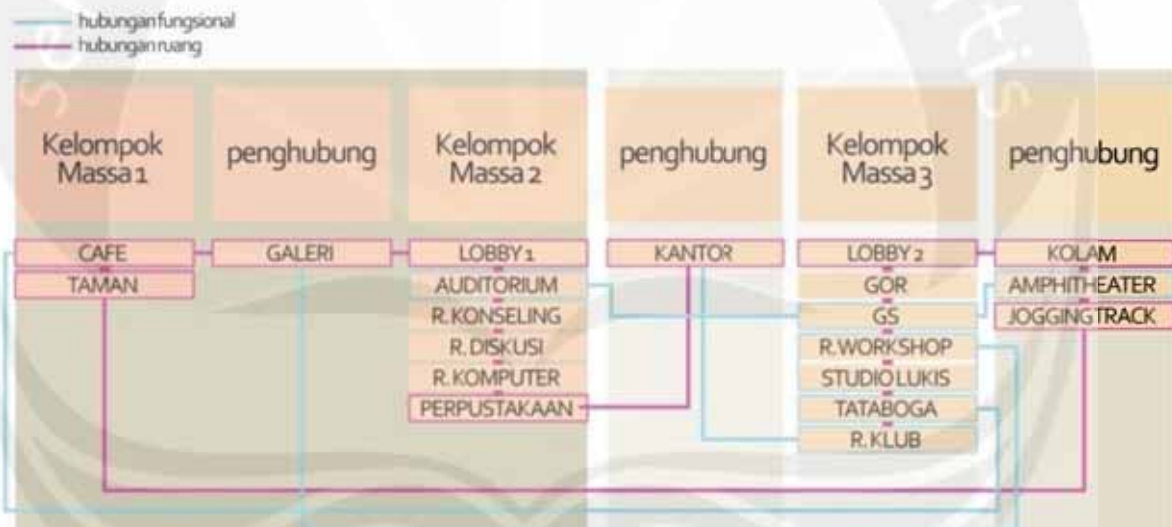 hubungan fungsional
hubungan ruang
Kelompok
Massa 1
penghubung
Kelompok
Massa 2
penghubung
Kelompok
Massa 3
penghubung
CAFE
GALERI
LOBBY 1
KANTOR
LOBBY 2
KOLAM
TAMAN
AUDITORIUM
GOR
AMPHITHEATER
R. KONSELING
GS
JOGGING TRACK
R. DISKUSI
R. WORKSHOP
R. KOMPUTER
STUDIO LUKIS
PERPUSTAKAAN
TATABOGA
R. KLUB